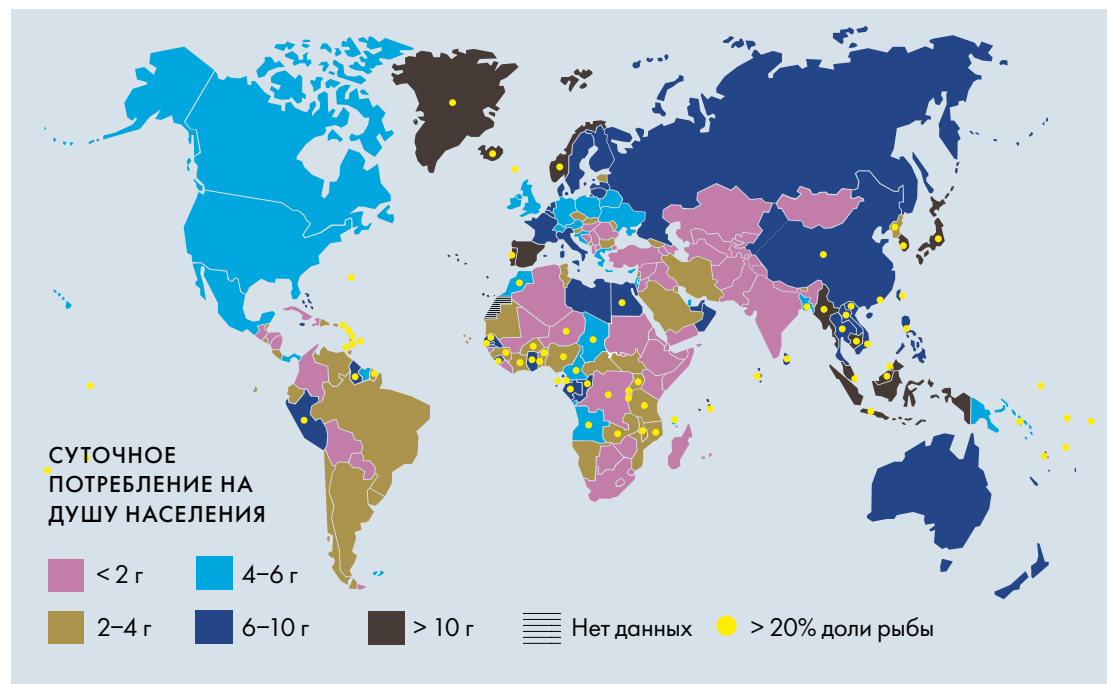 СУТОЧНОЕ
ПОТРЕБЛЕНИЕ НА
ДУШУ НАСЕЛЕНИЯ
< 2 г
4–6 г
2–4 г
6–10 г
> 10 г
Нет данных
> 20% доли рыбы